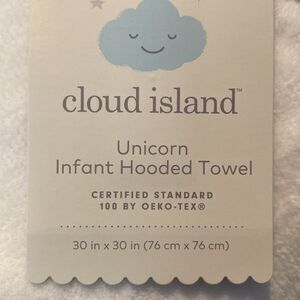 cloud island™
Unicorn
Infant Hooded Towel
CERTIFIED STANDARD
100 BY OEKO-TEX®
30 in x 30 in (76 cm x 76 cm)